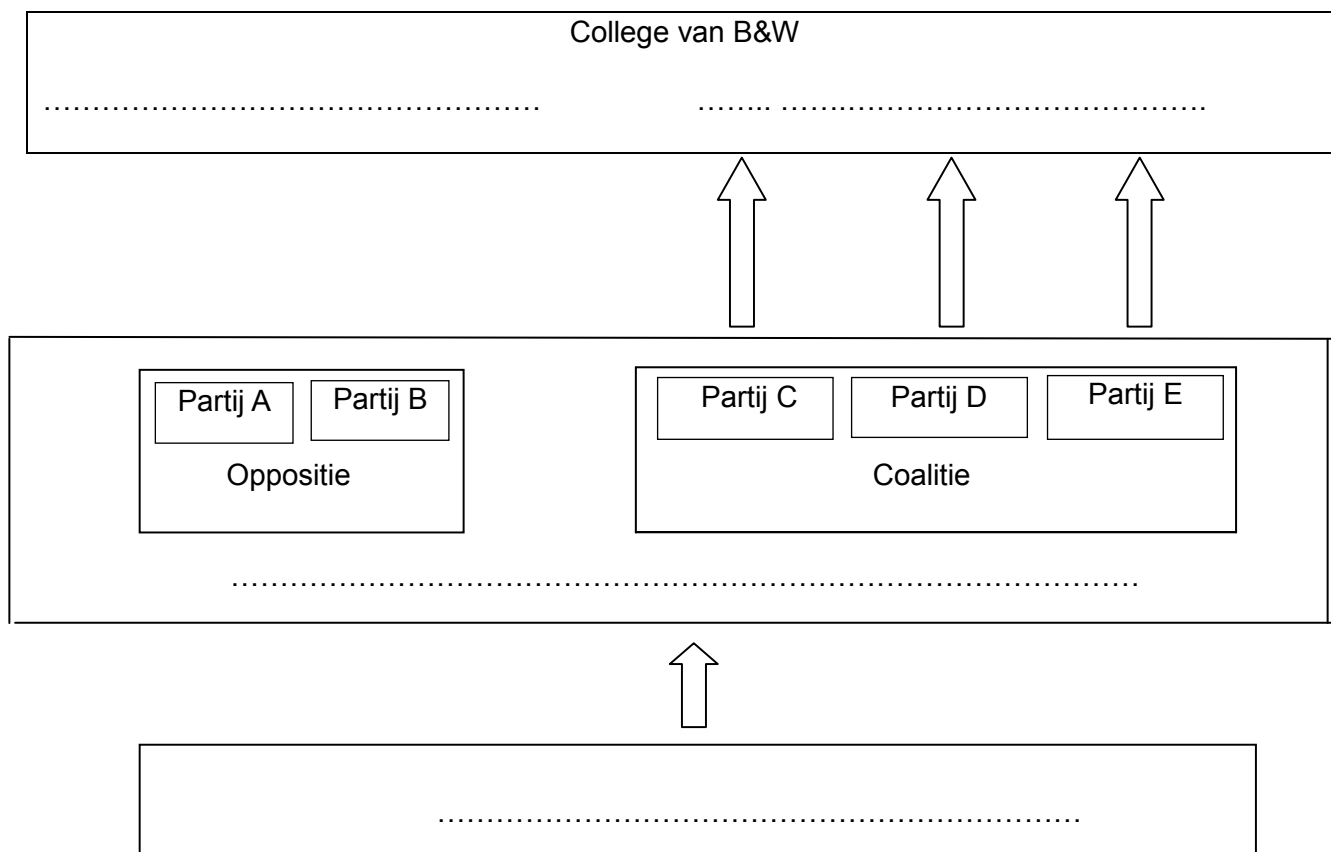 College van B&W
……………………………………………   …….. …………………………………….
Partij A Partij B Partij C Partij D Partij E
Oppositie Coalitie
…………………………………………………………………………………
…………………………………………………………